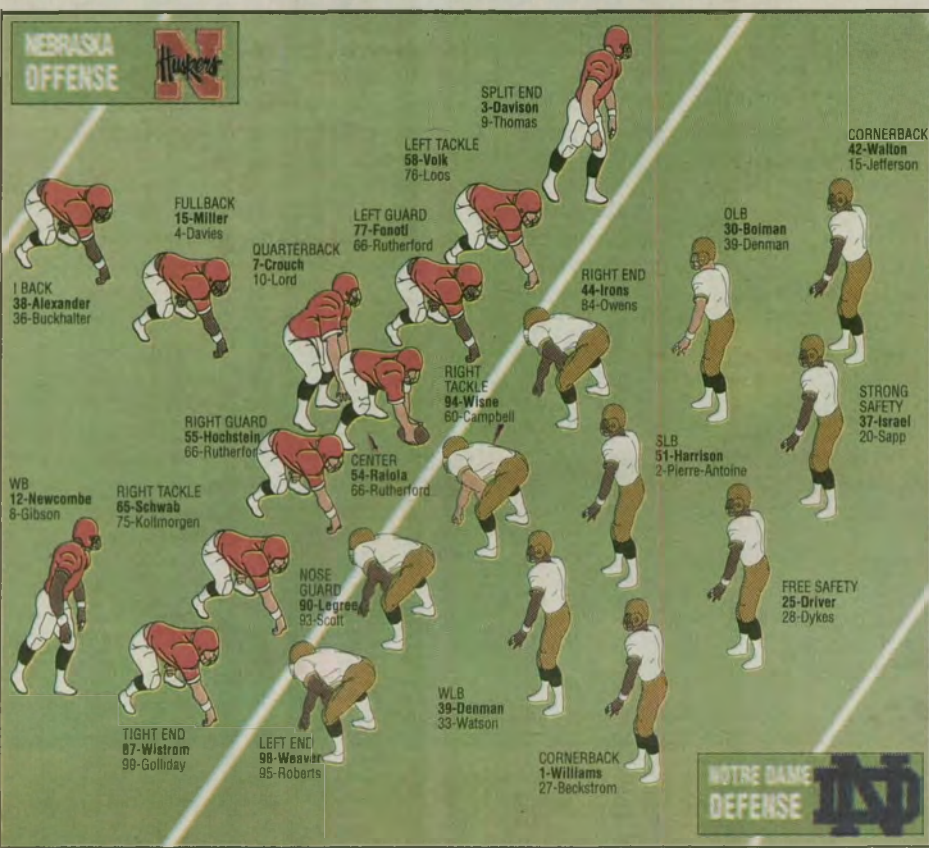 NEBRASKA
OFFENSE
N
Huskers
SPLIT END
3-Davison
9-Thomas
LEFT TACKLE
58-Volk
76-Loos
CORNERBACK
42-Walton
15-Jefferson
FULLBACK
15-Miller
4-Davies
LEFT GUARD
77-Fonoti
66-Rutherford
OLB
30-Boiman
39-Denman
QUARTERBACK
7-Crouch
10-Lord
I BACK
38-Alexander
36-Buckhalter
RIGHT END
44-Irons
84-Owens
RIGHT
TACKLE
94-Wisne
60-Campbell
STRONG
SAFETY
37-Israel
20-Sapp
RIGHT GUARD
55-Hochstein
66-Rutherford
CENTER
54-Raiola
66-Rutherford
SLB
51-Harrison
2-Pierre-Antoine
WB
12-Newcombe
8-Gibson
RIGHT TACKLE
65-Schwab
75-Kollmorgen
NOSE
GUARD
90-Legree
93-Scott
FREE SAFETY
25-Driver
28-Dykes
WLB
39-Denman
33-Watson
TIGHT END
87-Wistrom
99-Golliday
LEFT END
98-Weaver
95-Roberts
CORNERBACK
1-Williams
27-Beckstrom
NOTRE DAME
DEFENSE
ND